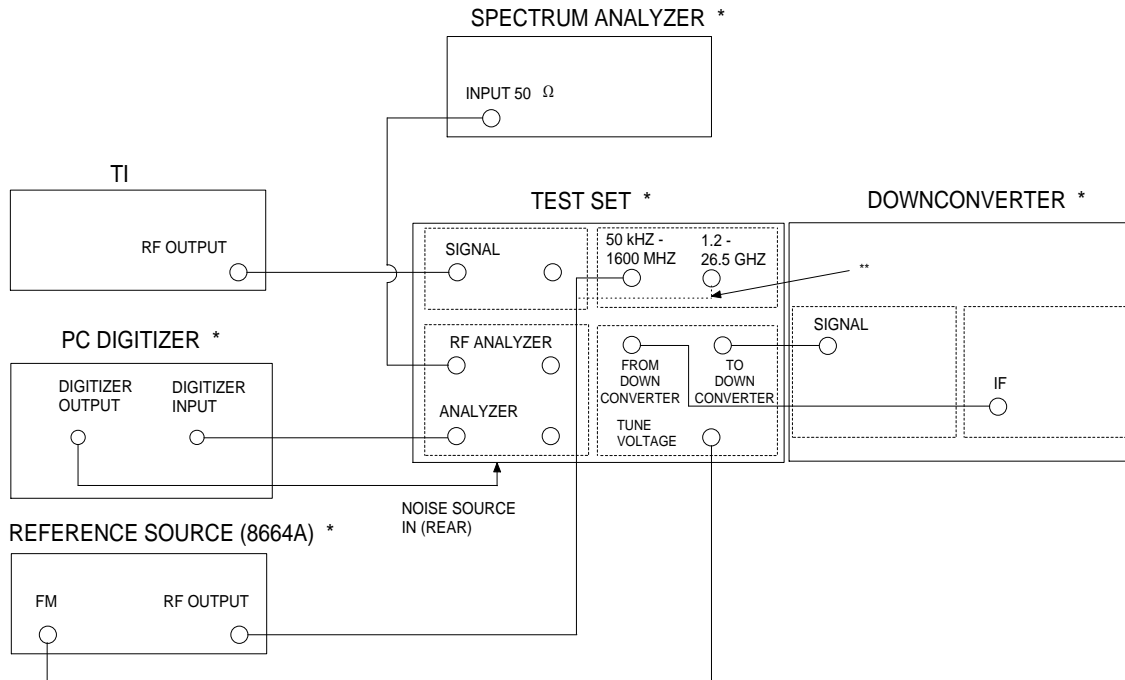 SPECTRUM ANALYZER *
INPUT 50 Ω
TI
RF OUTPUT
TEST SET *
SIGNAL
50 kHZ -
1600 MHZ
1.2 -
26.5 GHZ
RF ANALYZER
ANALYZER
FROM
DOWN
CONVERTER
TO
DOWN
CONVERTER
TUNE
VOLTAGE
DOWNCONVERTER *
**
SIGNAL
IF
PC DIGITIZER *
DIGITIZER
OUTPUT
DIGITIZER
INPUT
NOISE SOURCE
IN (REAR)
REFERENCE SOURCE (8664A) *
FM
RF OUTPUT